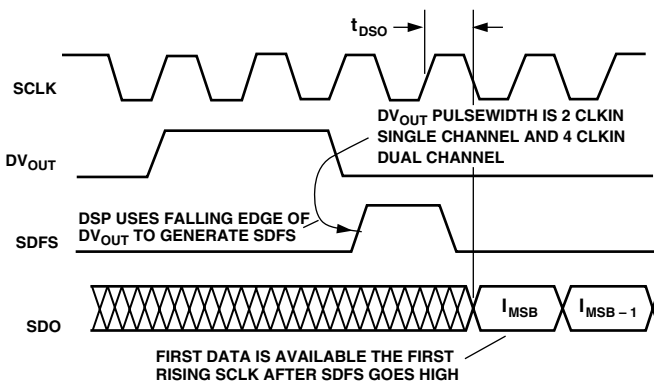 tDSO
SCLK
DVOUT PULSEWIDTH IS 2 CLKIN
SINGLE CHANNEL AND 4 CLKIN
DUAL CHANNEL
DVOUT
DSP USES FALLING EDGE OF
DVOUT TO GENERATE SDFS
SDFS
SDO
IMSB
IMSB – 1
FIRST DATA IS AVAILABLE THE FIRST
RISING SCLK AFTER SDFS GOES HIGH